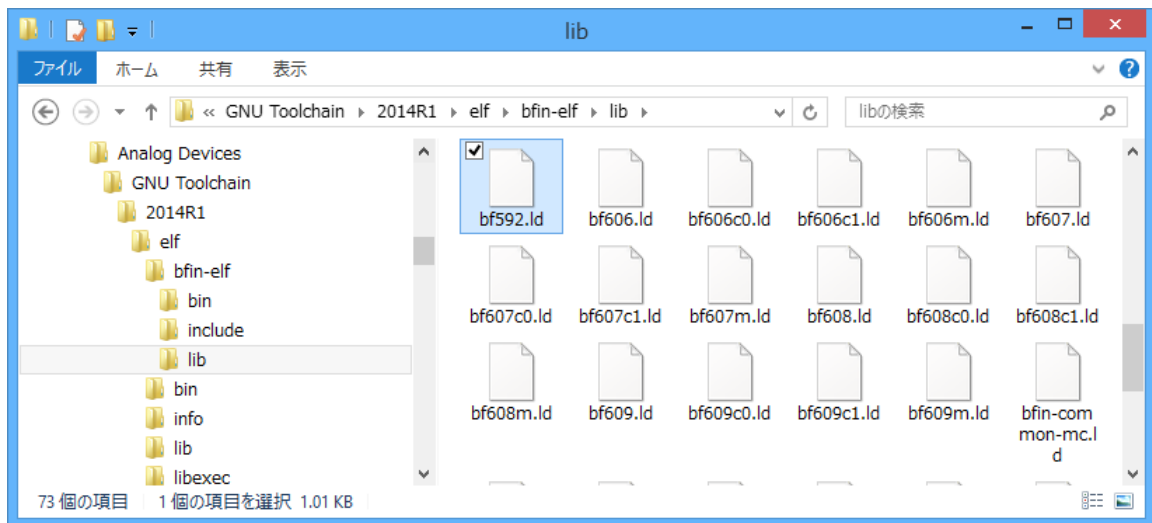 lib
ファイル ホーム 共有 表示
« GNU Toolchain 2014R1 elf bfin-elf lib libの検索
Analog Devices
GNU Toolchain
2014R1
elf
bfin-elf
bin
include
lib
bin
info
lib
libexec
bf592.ld bf606.ld bf606c0.ld bf606c1.ld bf606m.ld bf607.ld
bf607c0.ld bf607c1.ld bf607m.ld bf608.ld bf608c0.ld bf608c1.ld
bf608m.ld bf609.ld bf609c0.ld bf609c1.ld bf609m.ld bfin-com
mon-mc.l
d
73 個の項目 1 個の項目を選択 1.01 KB